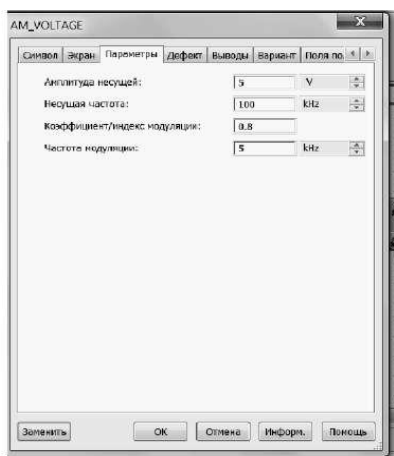 AM_VOLTAGE
Символ Экран Параметры Дефект Выводы Вариант Поля по
Амплитуда несущей: 5 V
Несущая частота: 100 kHz
Коэффициент/индекс модуляции: 0.8
Частота модуляции: 5 kHz
Заменить OK Отмена Информ. Помощь